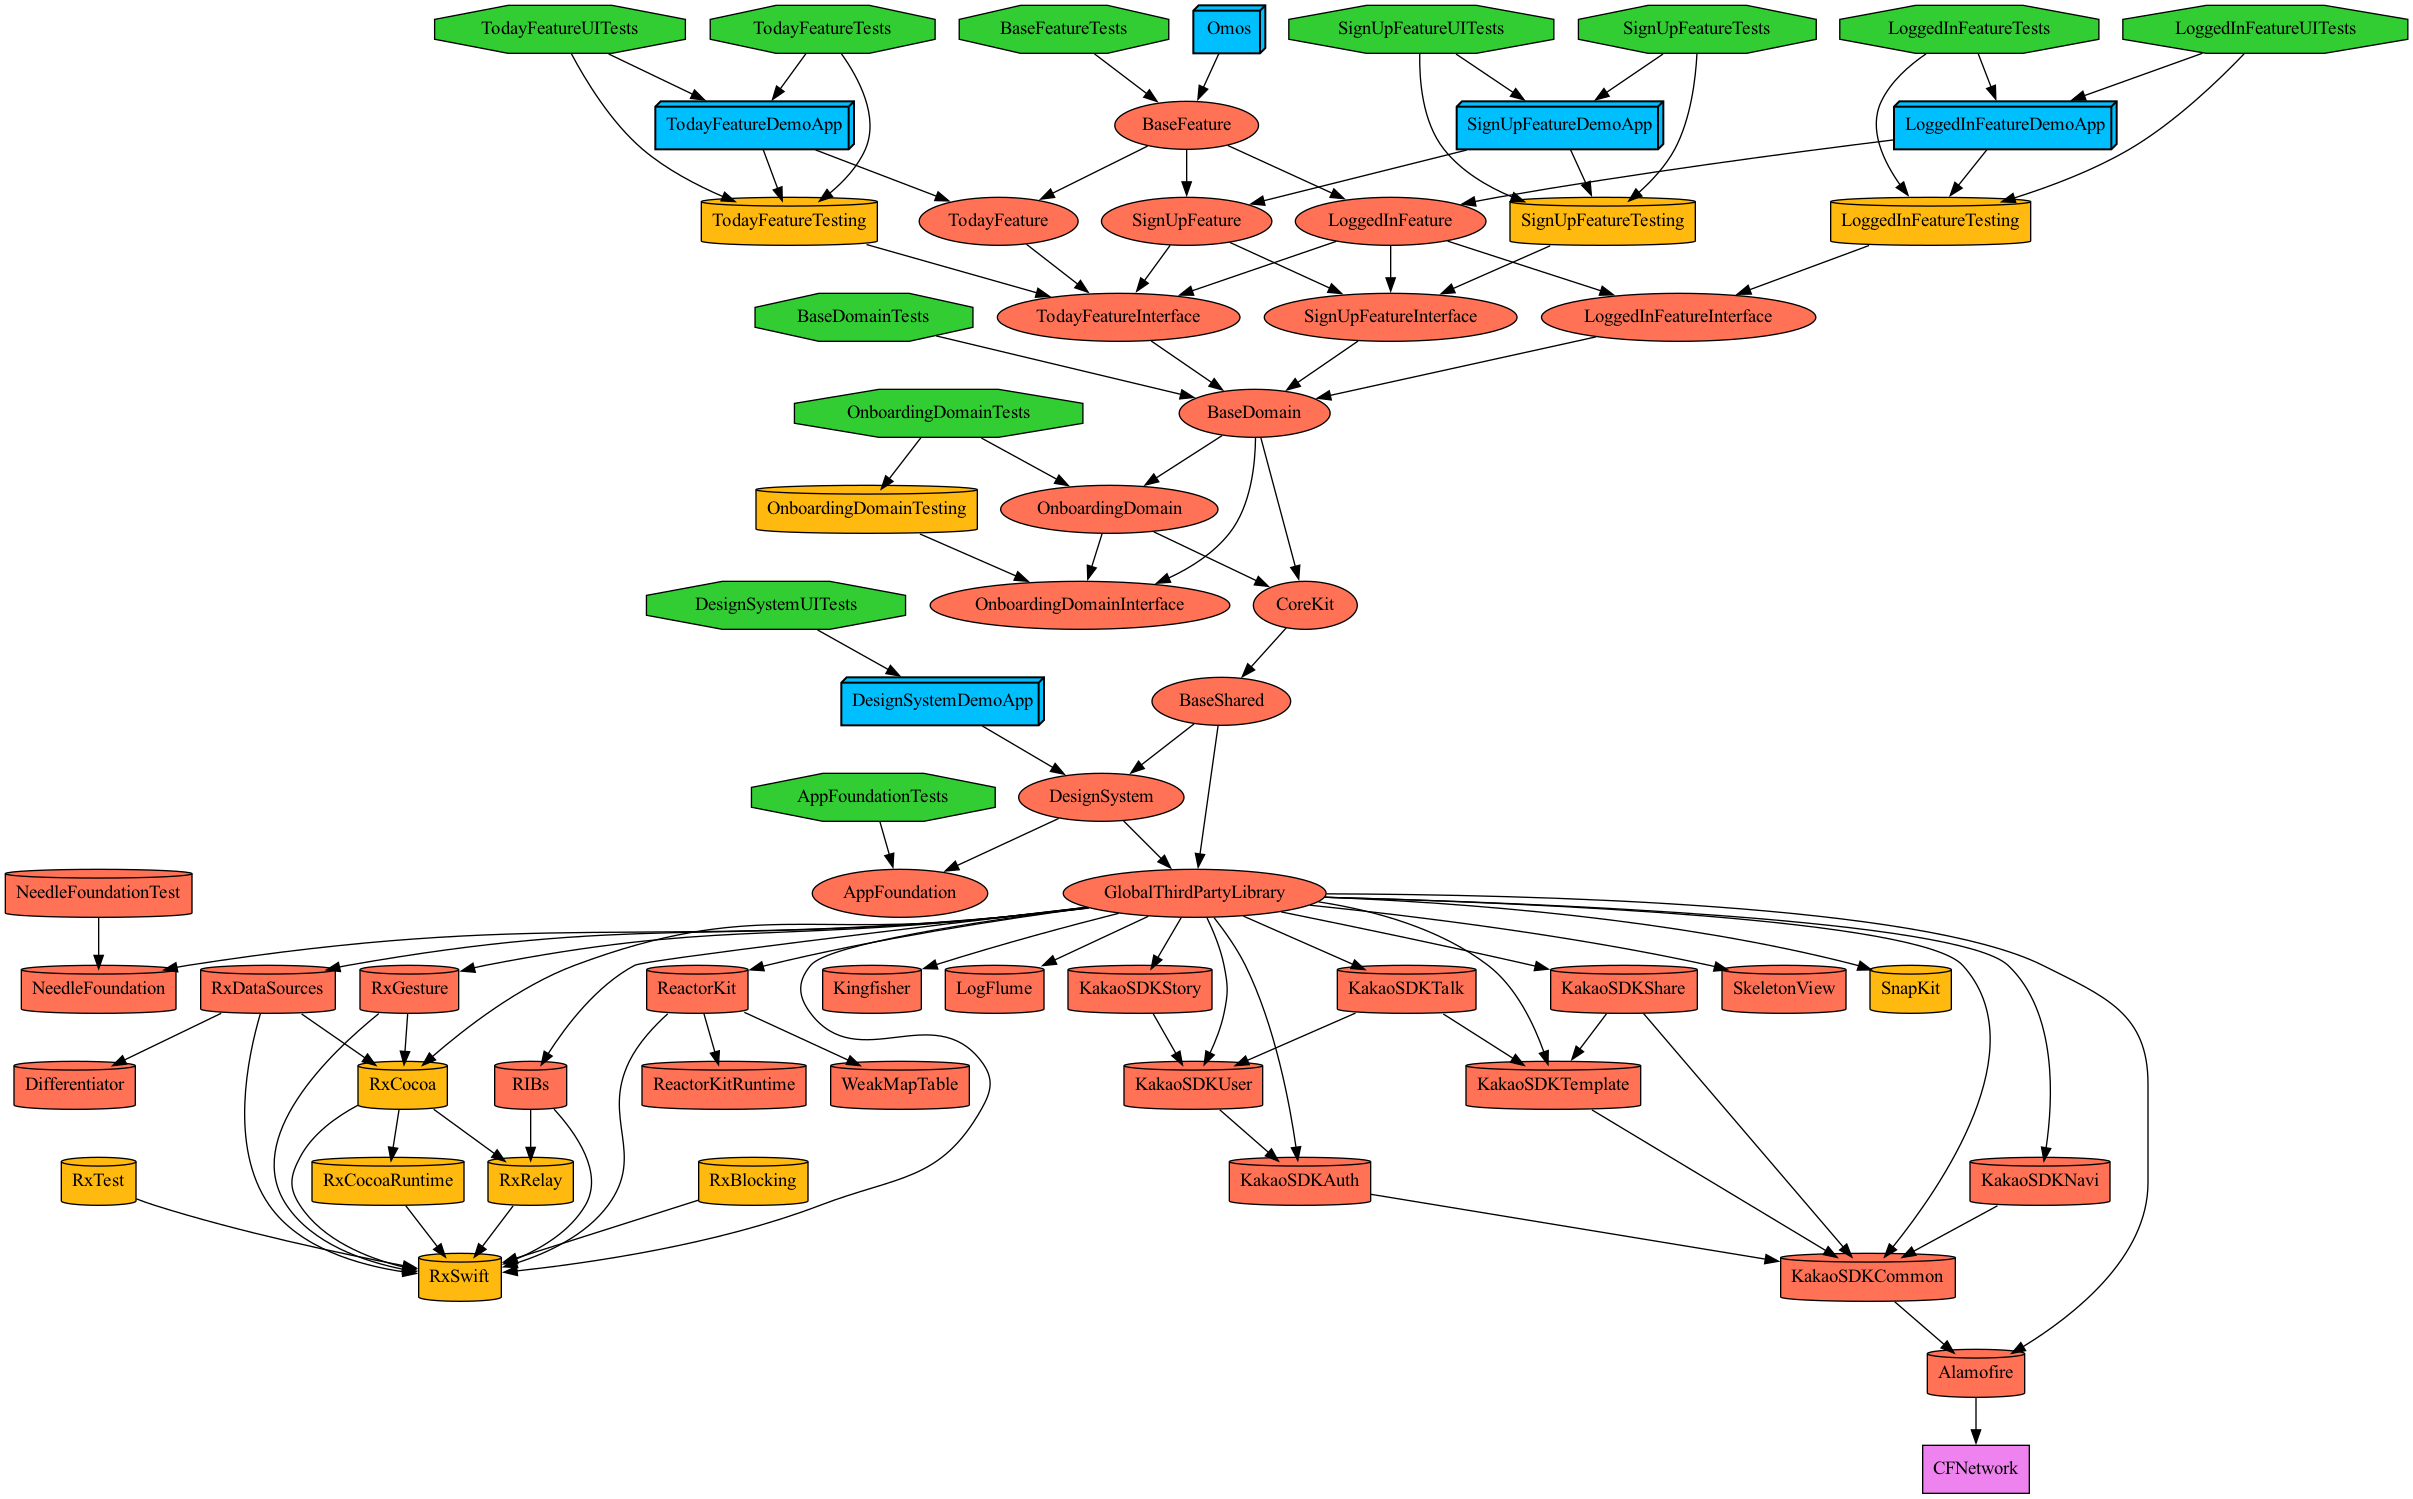 TodayFeatureUITests
TodayFeatureTests
BaseFeatureTests
Omos
SignUpFeatureUITests
SignUpFeatureTests
LoggedInFeatureTests
LoggedInFeatureUITests
TodayFeatureDemoApp
BaseFeature
SignUpFeatureDemoApp
LoggedInFeatureDemoApp
TodayFeatureTesting
TodayFeature
SignUpFeature
LoggedInFeature
SignUpFeatureTesting
LoggedInFeatureTesting
BaseDomainTests
TodayFeatureInterface
SignUpFeatureInterface
LoggedInFeatureInterface
OnboardingDomainTests
BaseDomain
OnboardingDomainTesting
OnboardingDomain
DesignSystemUITests
OnboardingDomainInterface
CoreKit
DesignSystemDemoApp
BaseShared
AppFoundationTests
DesignSystem
NeedleFoundationTest
AppFoundation
GlobalThirdPartyLibrary
NeedleFoundation
RxDataSources
RxGesture
ReactorKit
Kingfisher
LogFlume
KakaoSDKStory
KakaoSDKTalk
KakaoSDKShare
SkeletonView
SnapKit
Differentiator
RxCocoa
RIBs
ReactorKitRuntime
WeakMapTable
KakaoSDKUser
KakaoSDKTemplate
RxTest
RxCocoaRuntime
RxRelay
RxBlocking
KakaoSDKAuth
KakaoSDKNavi
RxSwift
KakaoSDKCommon
Alamofire
CFNetwork